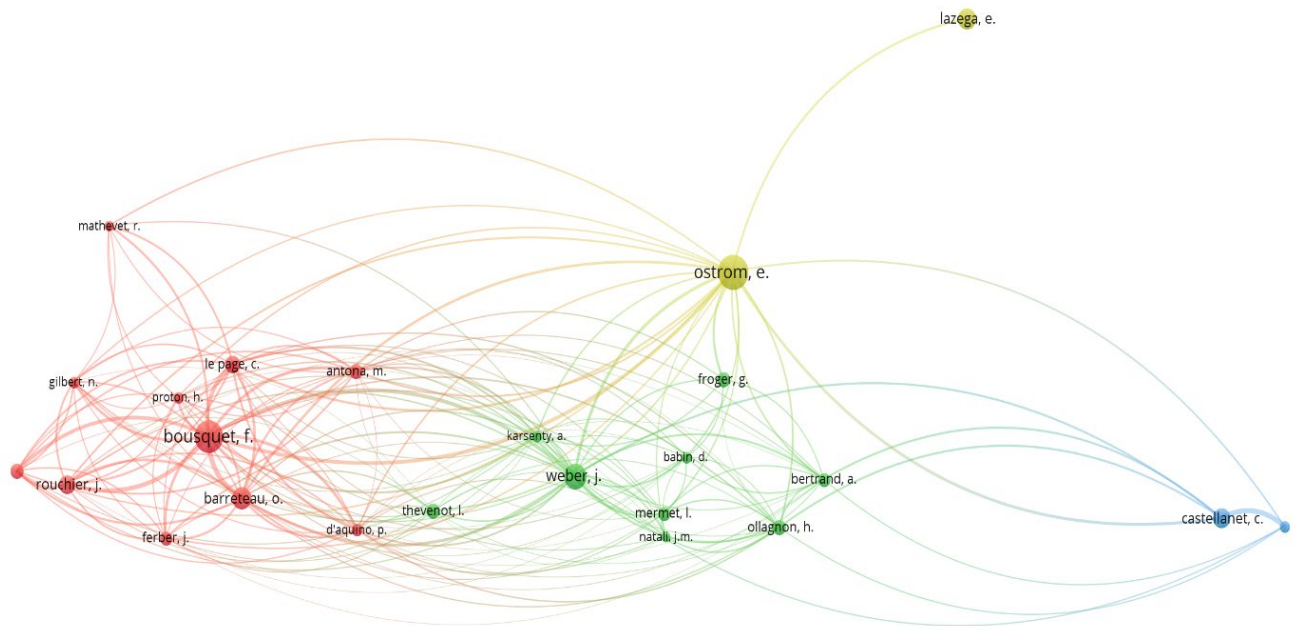 lazega, e.
mathevet, r.
ostrom, e.
le page, c.
antona, m.
gilbert, n.
froger, g.
proton, h.
bousquet, f.
karsenty, a.
babin, d.
weber, j.
bertrand, a.
rouchier, j.
barreteau, o.
thevenot, l.
mermet, l.
castellanet, c.
ollagnon, h.
d'aquino, p.
ferber, j.
natali, j.m.